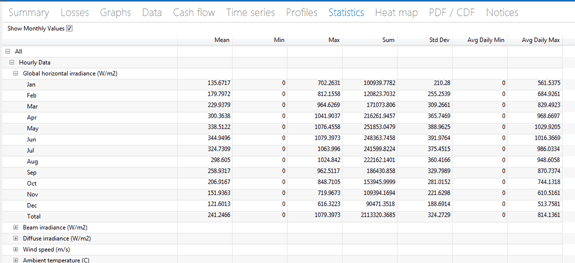 Summary Losses Graphs Data Cash flow Time series Profiles Statistics Heat map PDF / CDF Notices
Show Monthly Values
Mean Min Max Sum Std Dev Avg Daily Min Avg Daily Max
All
Hourly Data
Global horizontal irradiance (W/m2)
Jan 135.6717 0 702.2631 100939.7782 210.28 0 561.5375
Feb 179.7972 0 812.1558 120823.7032 255.2539 0 684.9261
Mar 229.9379 0 964.6269 171073.806 309.2661 0 829.4923
Apr 300.3638 0 1041.9037 216261.9457 365.7469 0 968.6697
May 338.5122 0 1076.4558 251853.0479 388.9625 0 1029.9205
Jun 344.9496 0 1079.3973 248363.7458 391.9764 0 1016.3669
Jul 324.7309 0 1063.996 241599.8224 375.4515 0 986.0334
Aug 298.605 0 1024.842 222162.1401 360.4166 0 948.6058
Sep 258.9317 0 962.5117 186430.858 329.7989 0 870.7374
Oct 206.9167 0 848.7105 153945.9999 281.0152 0 744.1318
Nov 151.9363 0 719.9673 109394.1694 221.6298 0 610.5161
Dec 121.6013 0 616.3223 90471.3518 188.6914 0 513.7581
Total 241.2466 0 1079.3973 2113320.3685 324.2729 0 814.1361
Beam irradiance (W/m2)
Diffuse irradiance (W/m2)
Wind speed (m/s)
Ambient temperature (C)